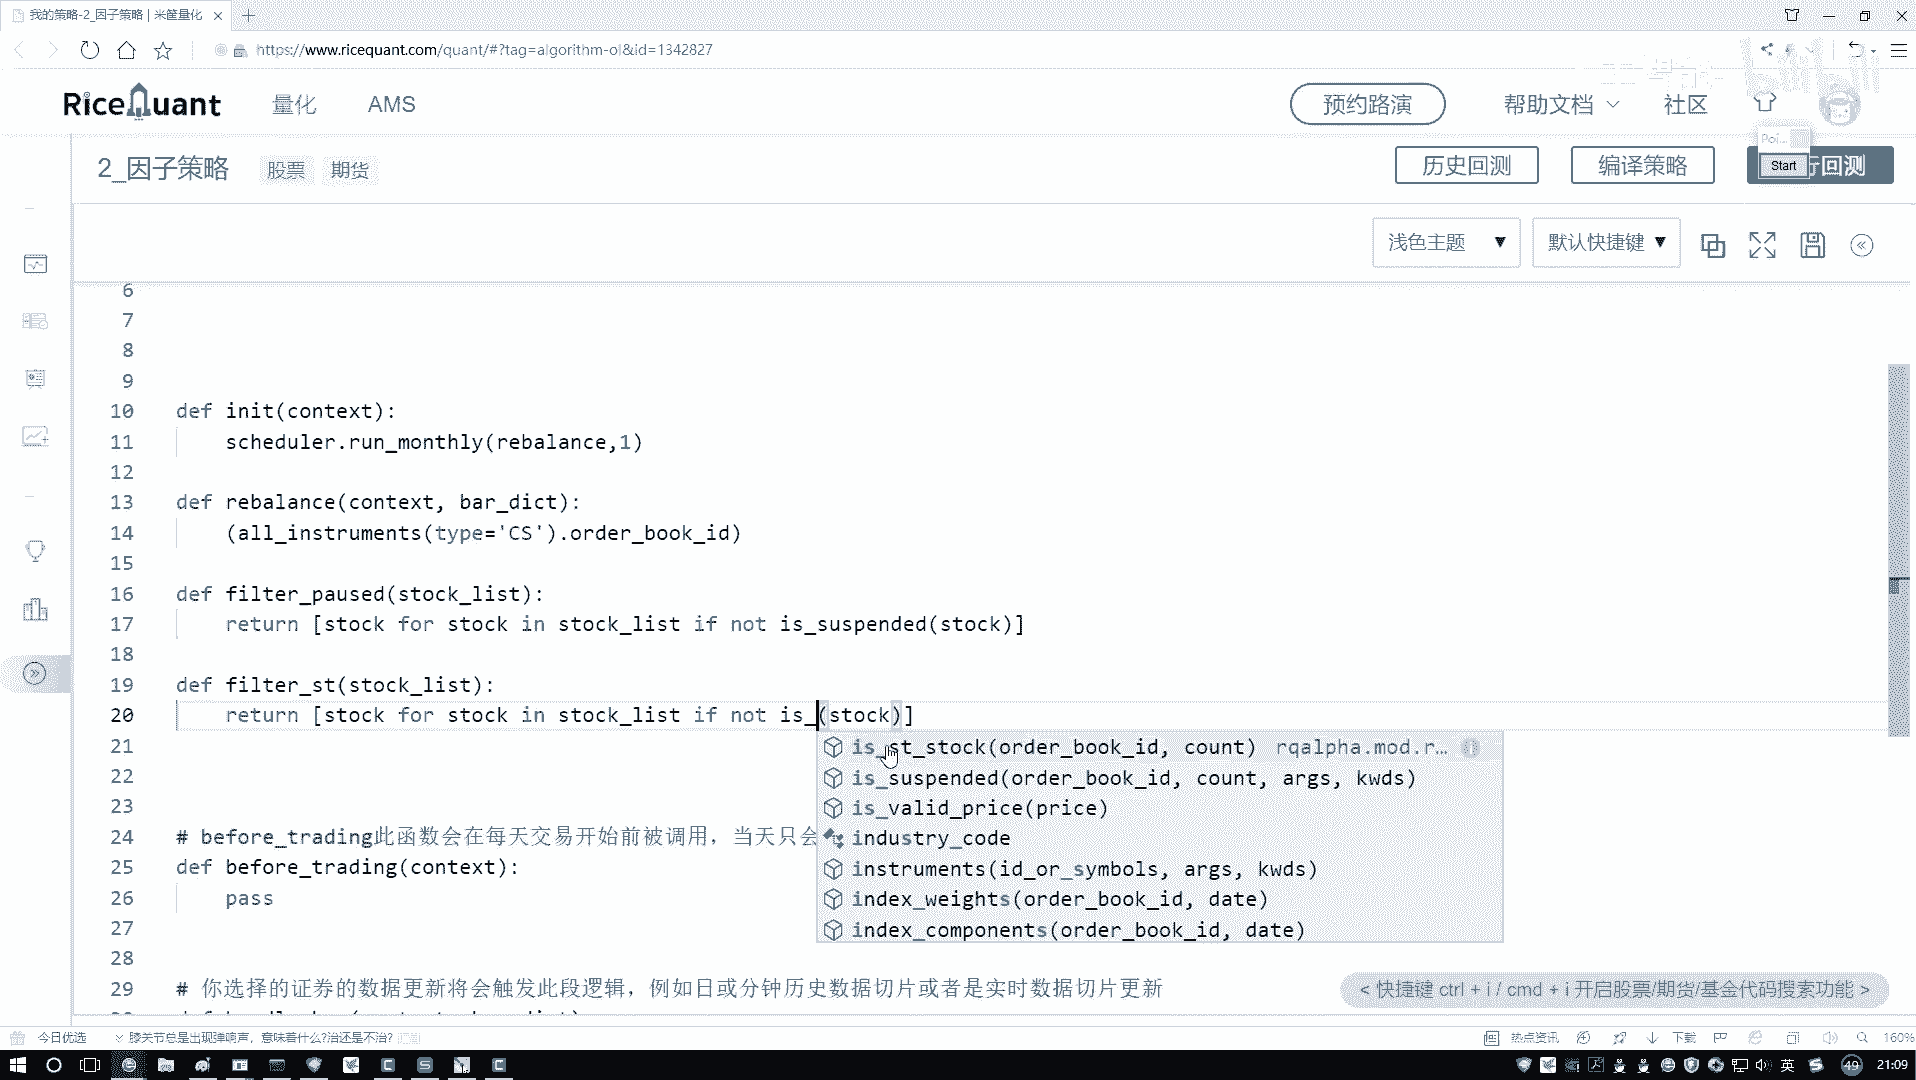 我的策略-2_因子策略 | 米筐量化
https://www.ricequant.com/quant/#?tag=algorithm-ol&id=1342827
RiceQuant 量化 AMS 预约路演 帮助文档 社区
Poi...
2_因子策略 股票 期货 历史回测 编译策略 Start 行回测
浅色主题 ▼ 默认快捷键 ▼
6
7
8
9
10 def init(context):
11 scheduler.run_monthly(rebalance,1)
12
13 def rebalance(context, bar_dict):
14 (all_instruments(type='CS').order_book_id)
15
16 def filter_paused(stock_list):
17 return [stock for stock in stock_list if not is_suspended(stock)]
18
19 def filter_st(stock_list):
20 return [stock for stock in stock_list if not is_(stock)]
21 is_st_stock(order_book_id, count) rqalpha.mod.r...
22 is_suspended(order_book_id, count, args, kwds)
23 is_valid_price(price)
24 # before_trading此函数会在每天交易开始前被调用，当天只会 industry_code
25 def before_trading(context): instruments(id_or_symbols, args, kwds)
26 pass index_weights(order_book_id, date)
27 index_components(order_book_id, date)
28
29 # 你选择的证券的数据更新将会触发此段逻辑，例如日或分钟历史数据切片或者是实时数据切片更新
< 快捷键 ctrl + i / cmd + i 开启股票/期货/基金代码搜索功能 >
今日优选 膝关节总是出现弹响声，意味着什么?治还是不治? 热点资讯 下载 160%
英 49 21:09